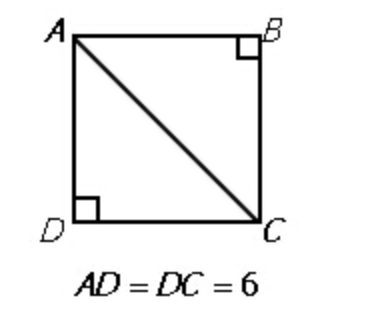 A B
D C
AD = DC = 6